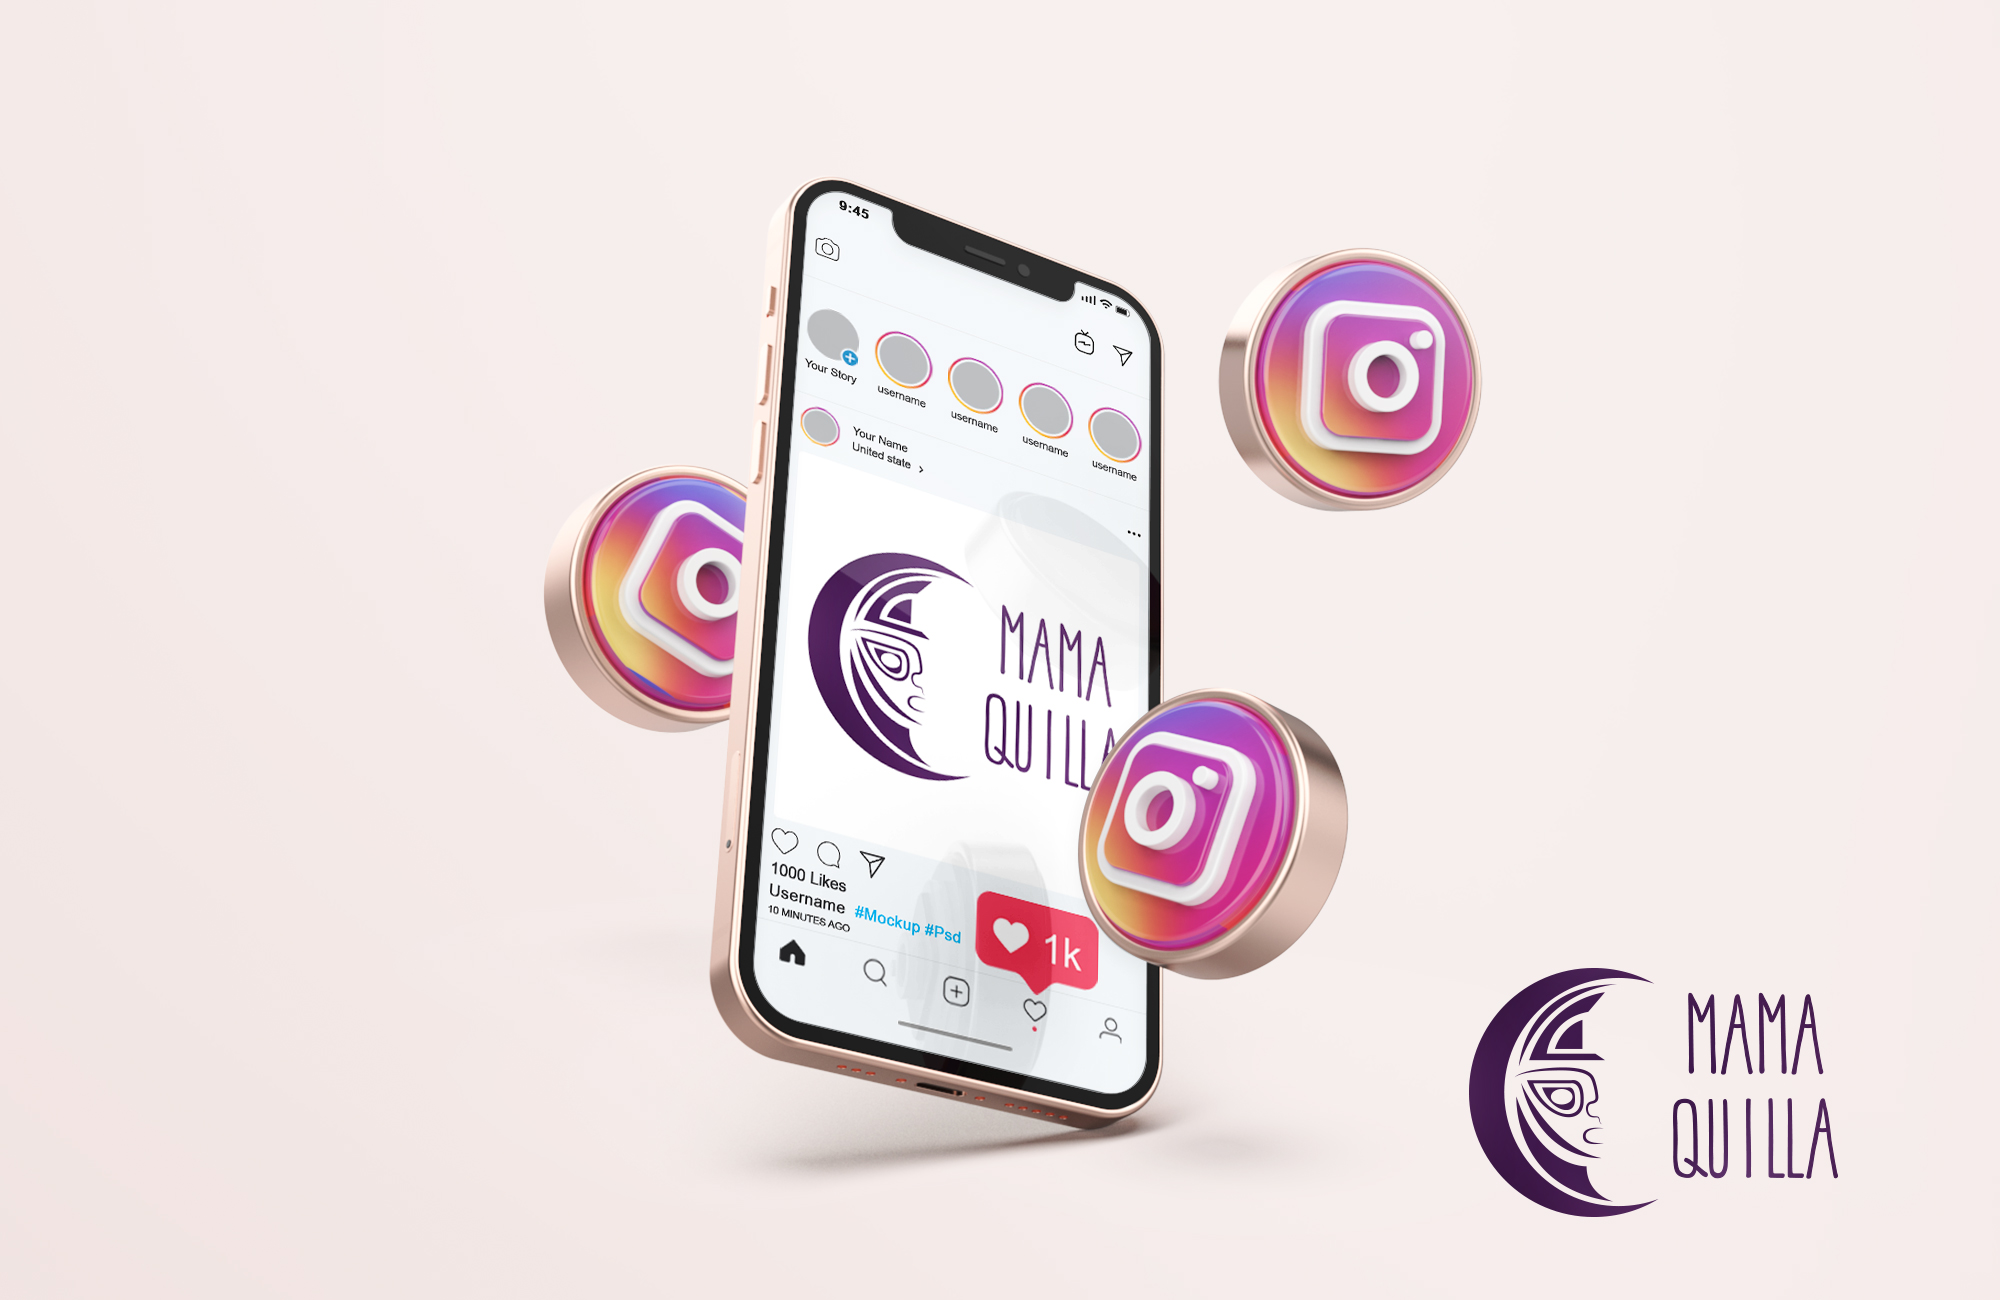 9:45
Your Story
username
username
username
username
Your Name
United state
MAMA
QUILLA
1000 Likes
Username #Mockup #Psd
10 MINUTES AGO
1k
MAMA
QUILLA